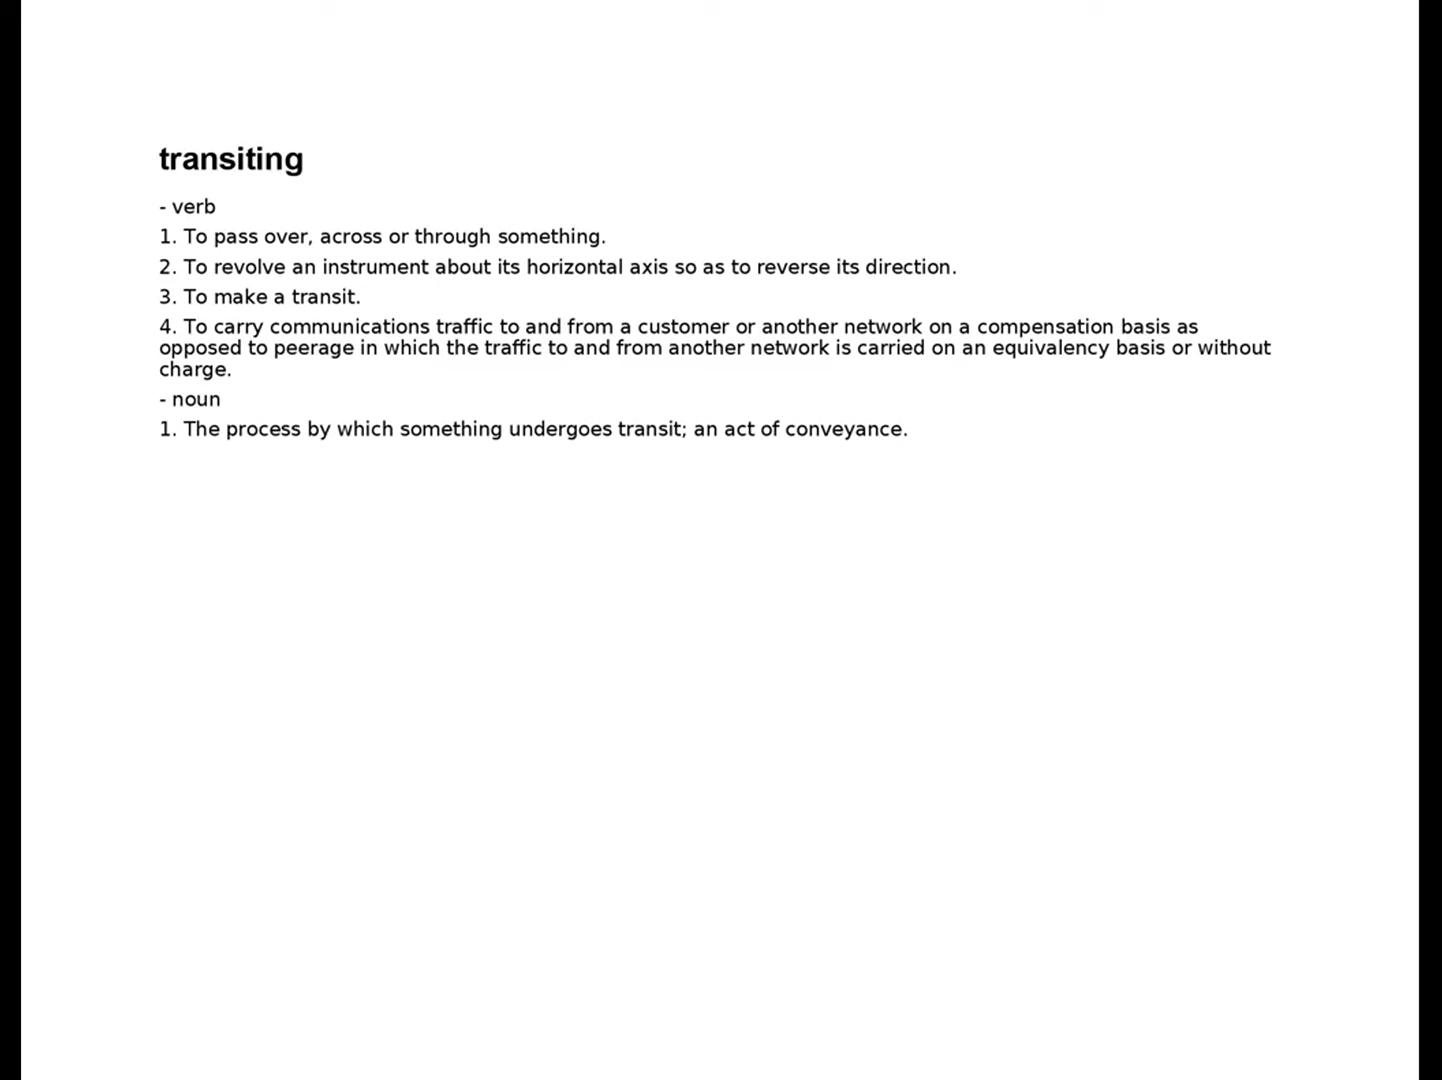 transiting
- verb
1. To pass over, across or through something.
2. To revolve an instrument about its horizontal axis so as to reverse its direction.
3. To make a transit.
4. To carry communications traffic to and from a customer or another network on a compensation basis as
opposed to peerage in which the traffic to and from another network is carried on an equivalency basis or without
charge.
- noun
1. The process by which something undergoes transit; an act of conveyance.